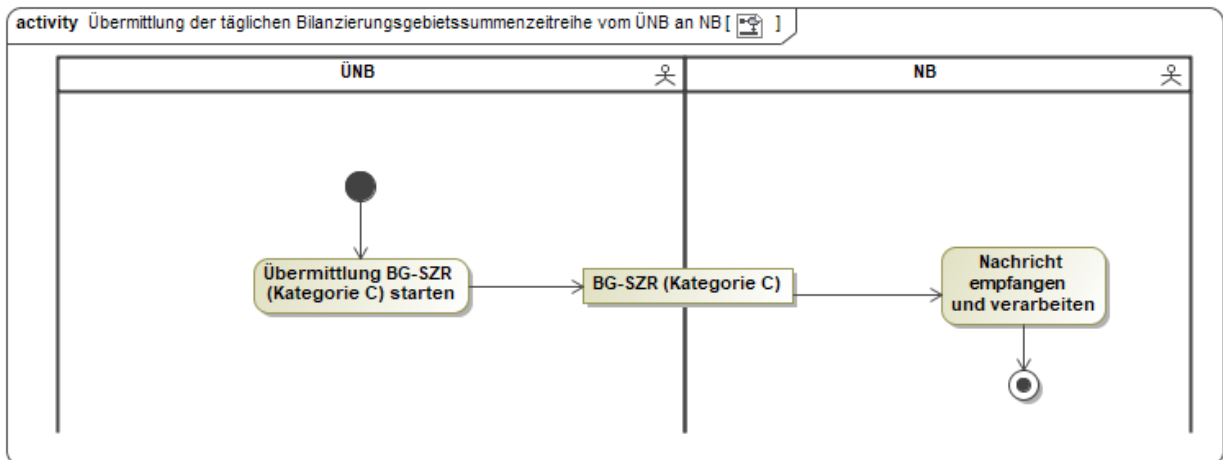 activity Übermittlung der täglichen Bilanzierungsgebietssummenzeitreihe vom ÜNB an NB [ ]
ÜNB
NB
Übermittlung BG-SZR
(Kategorie C) starten
BG-SZR (Kategorie C)
Nachricht
empfangen
und verarbeiten